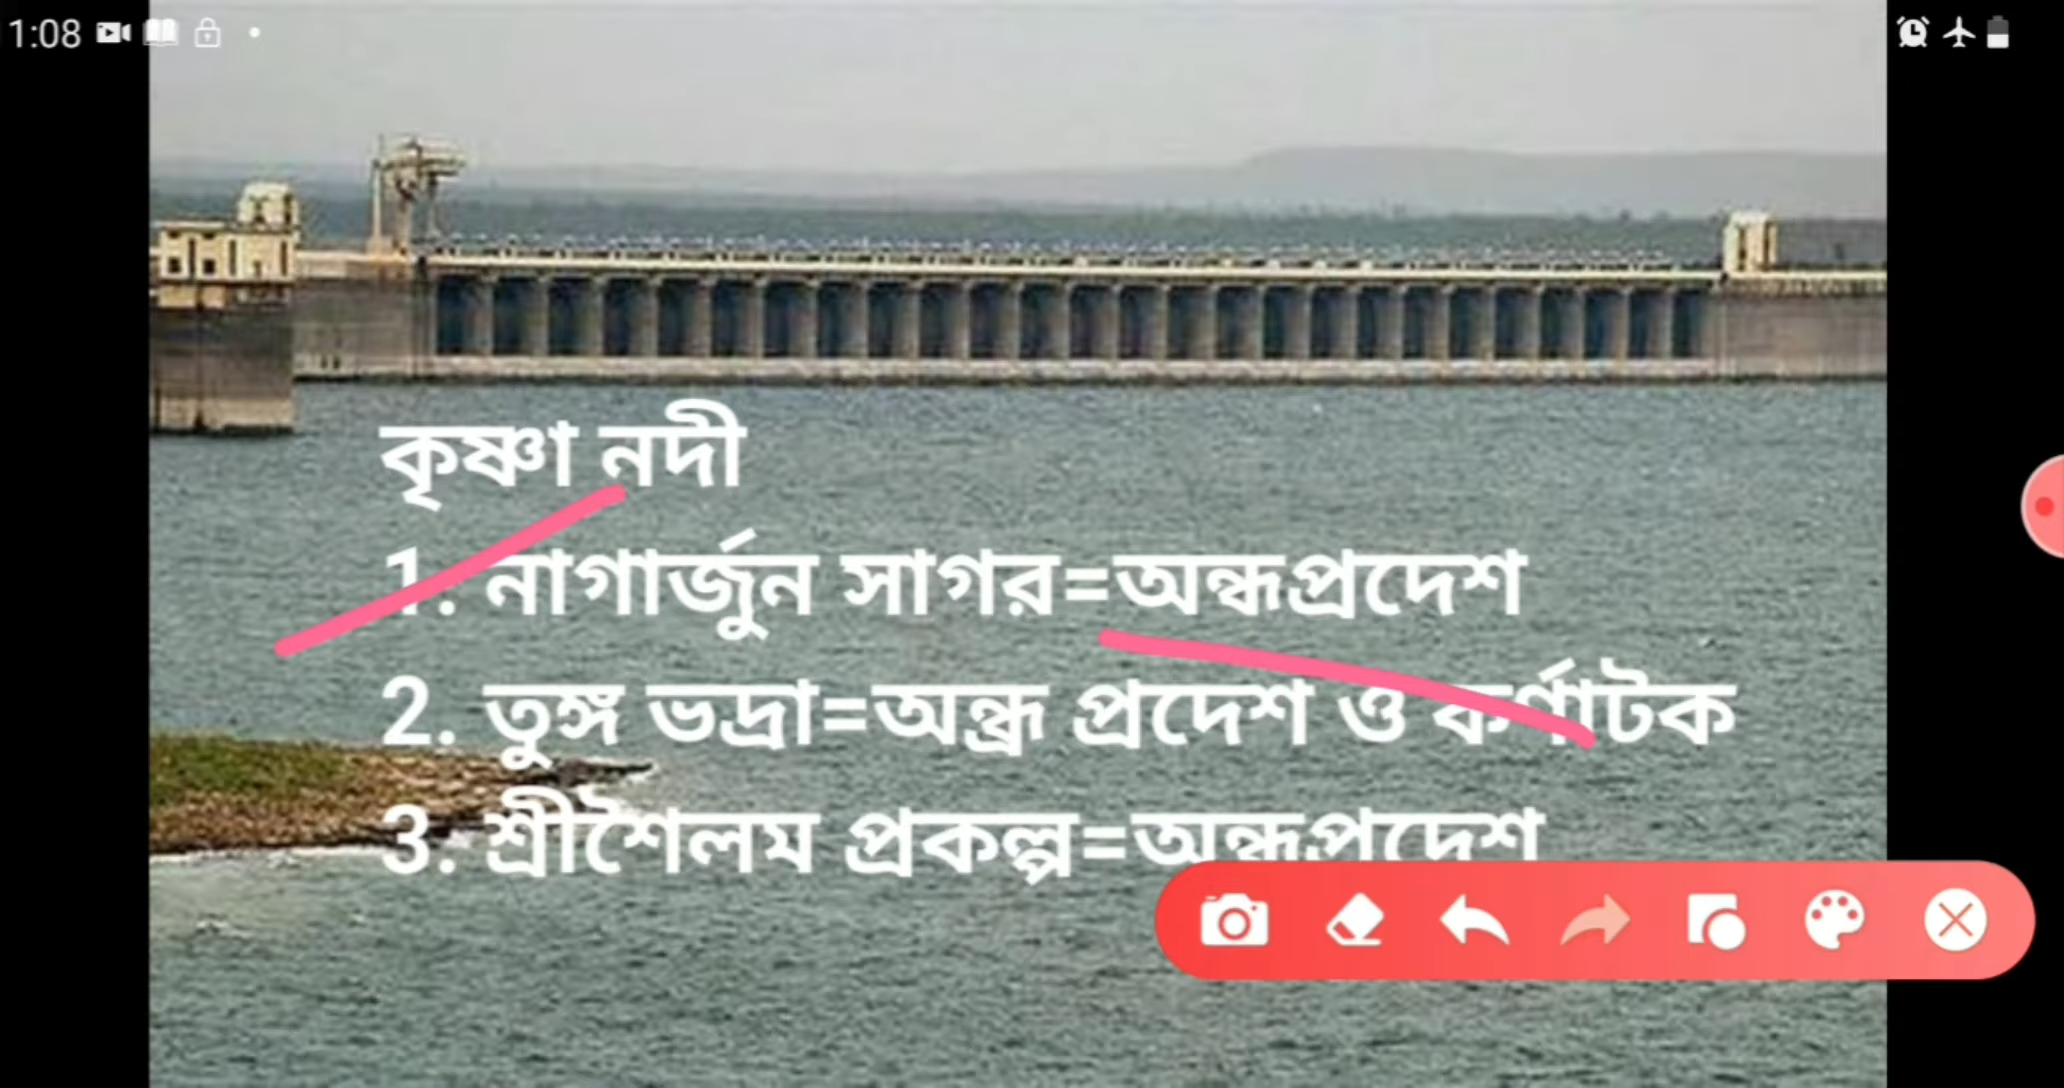 1:08
কৃষ্ণা নদী
1. নাগার্জুন সাগর=অন্ধপ্রদেশ
2. তুঙ্গ ভদ্রা=অন্ধ্র প্রদেশ ও কর্ণাটক
3. শ্রীশৈলম প্রকল্প=অন্ধপ্রদেশ